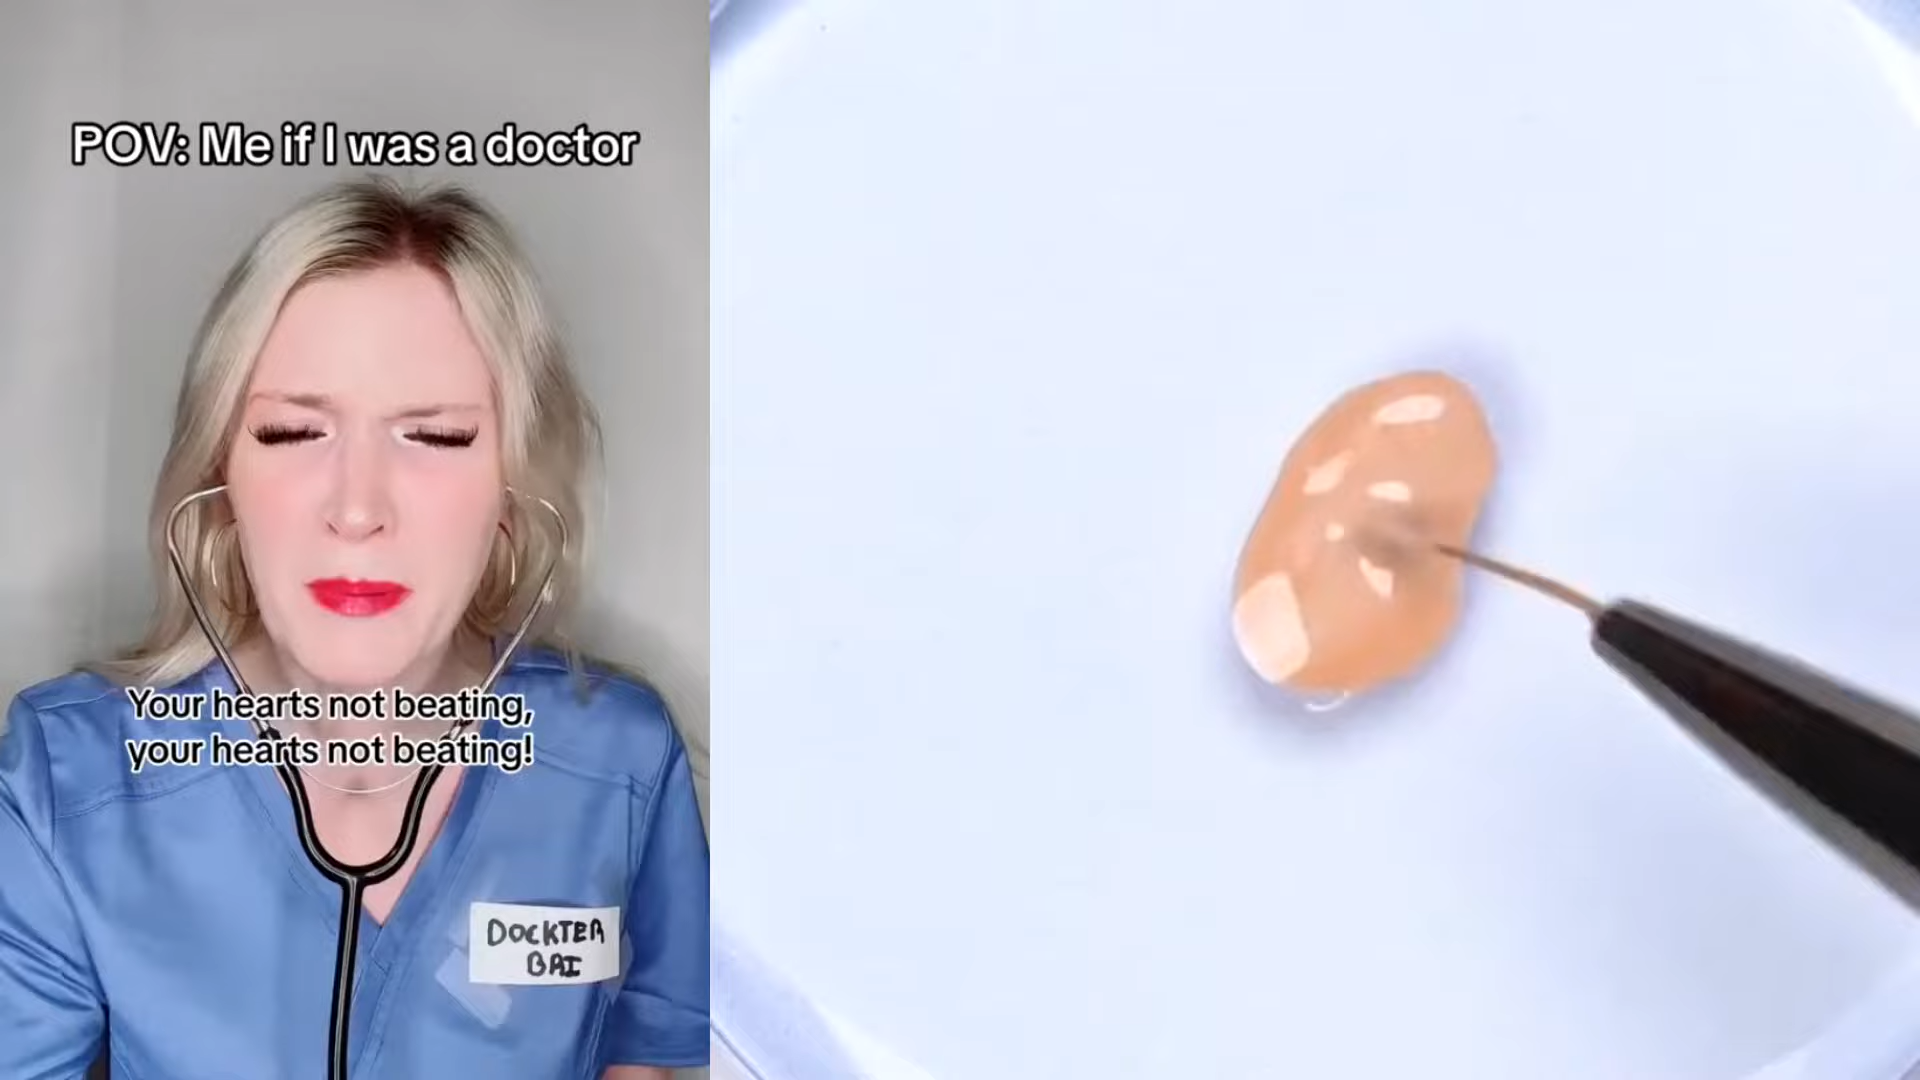 POV: Me if I was a doctor
Your hearts not beating,
your hearts not beating!
DOCKTER
BAI